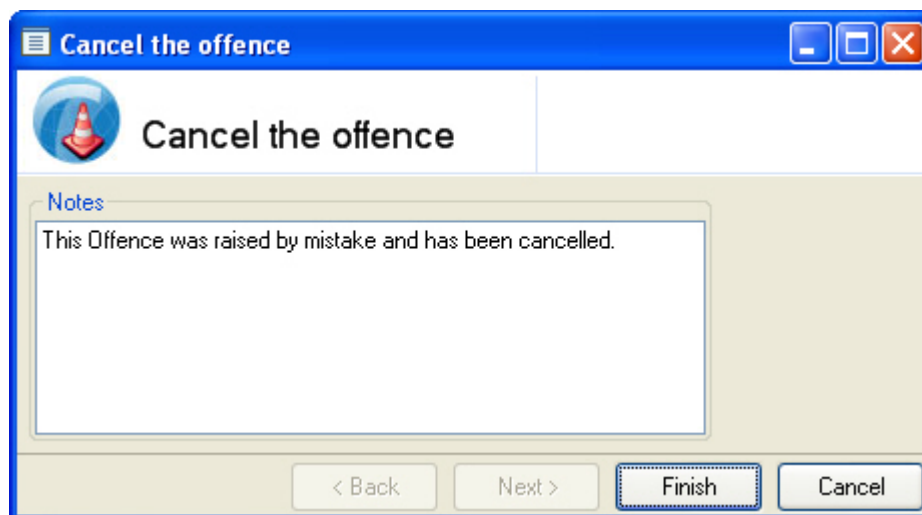 Cancel the offence
Cancel the offence
Notes
This Offence was raised by mistake and has been cancelled.
< Back Next > Finish Cancel